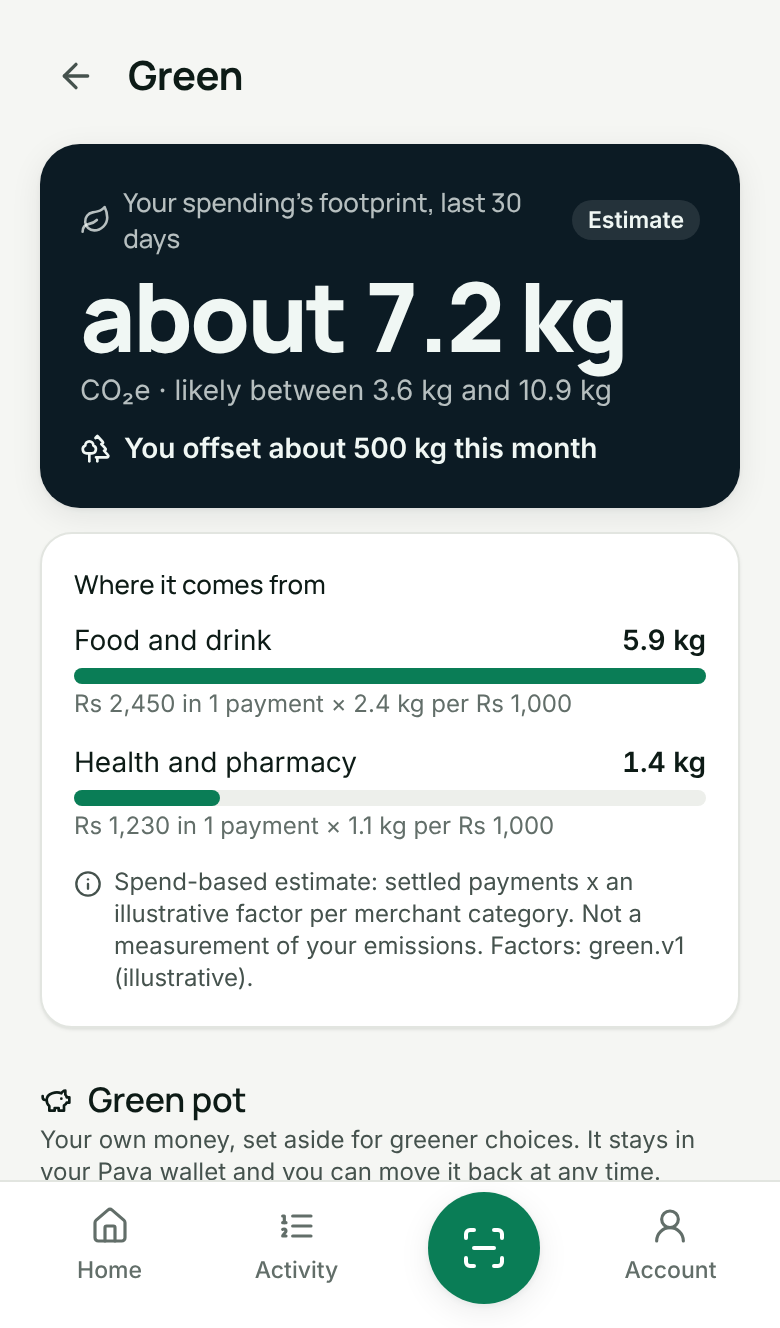 Green
Your spending's footprint, last 30
days
Estimate
about 7.2 kg
CO₂e · likely between 3.6 kg and 10.9 kg
You offset about 500 kg this month
Where it comes from
Food and drink 5.9 kg
Rs 2,450 in 1 payment × 2.4 kg per Rs 1,000
Health and pharmacy 1.4 kg
Rs 1,230 in 1 payment × 1.1 kg per Rs 1,000
Spend-based estimate: settled payments x an
illustrative factor per merchant category. Not a
measurement of your emissions. Factors: green.v1
(illustrative).
Green pot
Your own money, set aside for greener choices. It stays in
your Paya wallet and you can move it back at any time.
Home Activity Account